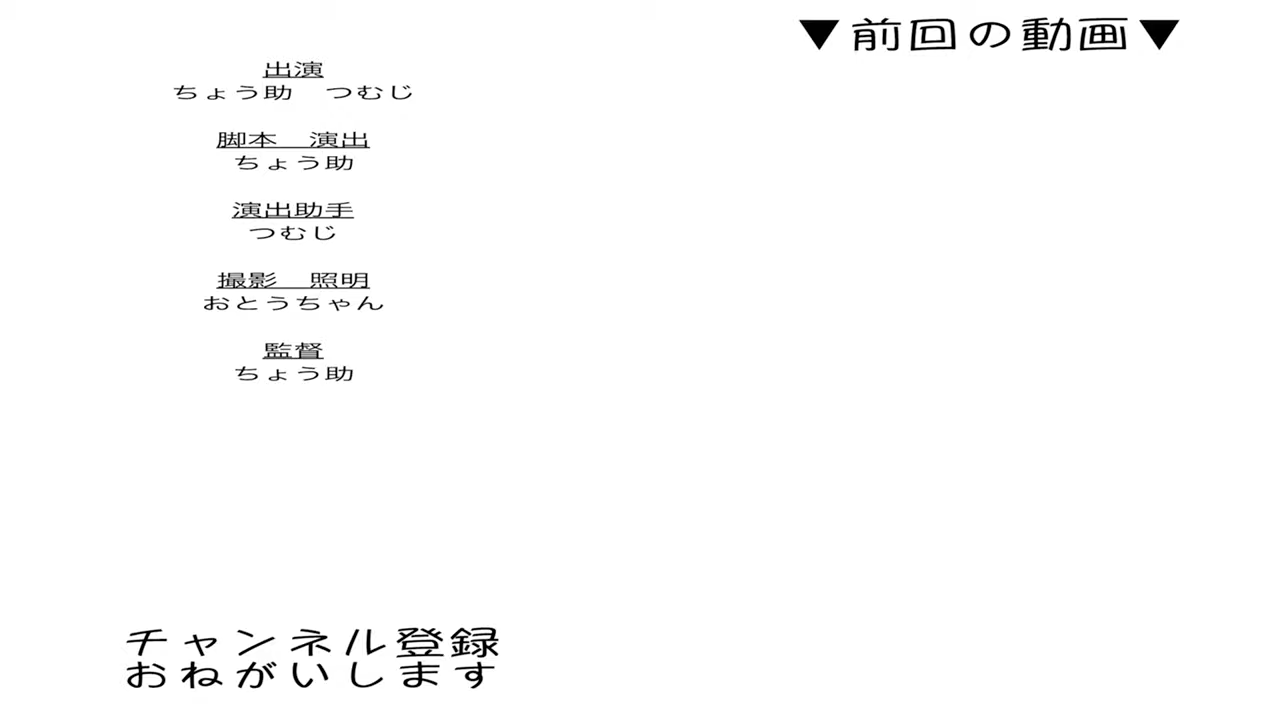 ▼前回の動画▼
出演
ちょう助　つむじ
脚本　演出
ちょう助
演出助手
つむじ
撮影　照明
おとうちゃん
監督
ちょう助
チャンネル登録
おねがいします